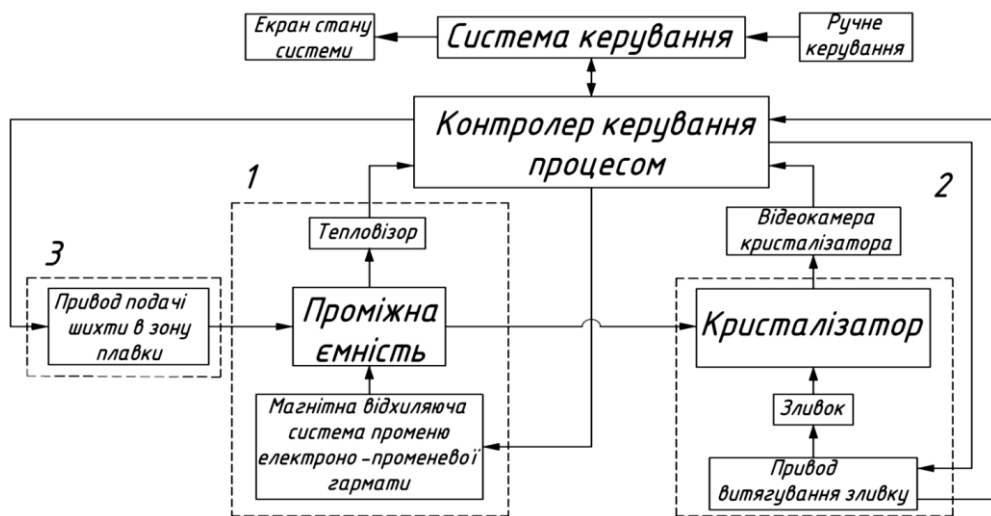 Екран стану
системи
Система керування
Ручне
керування
Контролер керування
процесом
1
2
Тепловізор
Відеокамера
кристалізатора
3
Привод подачі
шихти в зону
плавки
Проміжна
ємність
Кристалізатор
Магнітна відхиляюча
система променю
електроно-променевої
гармати
Зливок
Привод
витягування зливку